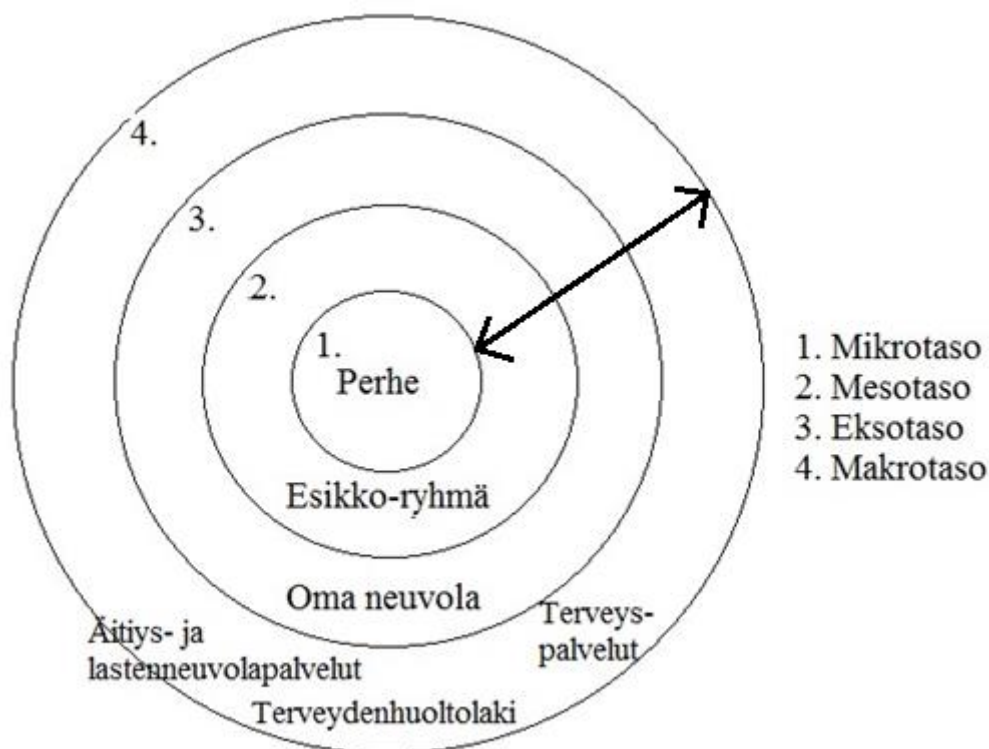 4.
3.
2.
1.
Perhe
Esikko-ryhmä
Oma neuvola
Äitiys- ja
lastenneuvolapalvelut
Terveys-
palvelut
Terveydenhuoltolaki
1. Mikrotaso
2. Mesotaso
3. Eksotaso
4. Makrotaso